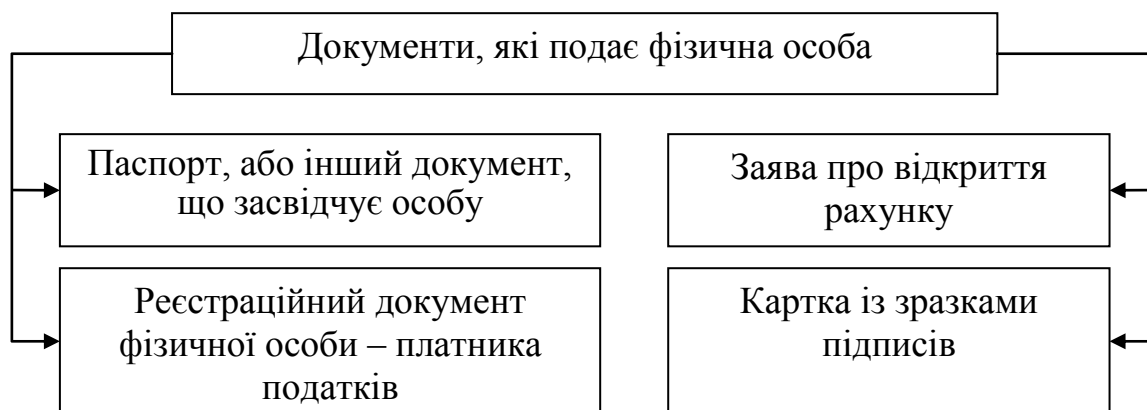 Документи, які подає фізична особа
Паспорт, або інший документ,
що засвідчує особу
Заява про відкриття
рахунку
Реєстраційний документ
фізичної особи – платника
податків
Картка із зразками
підписів